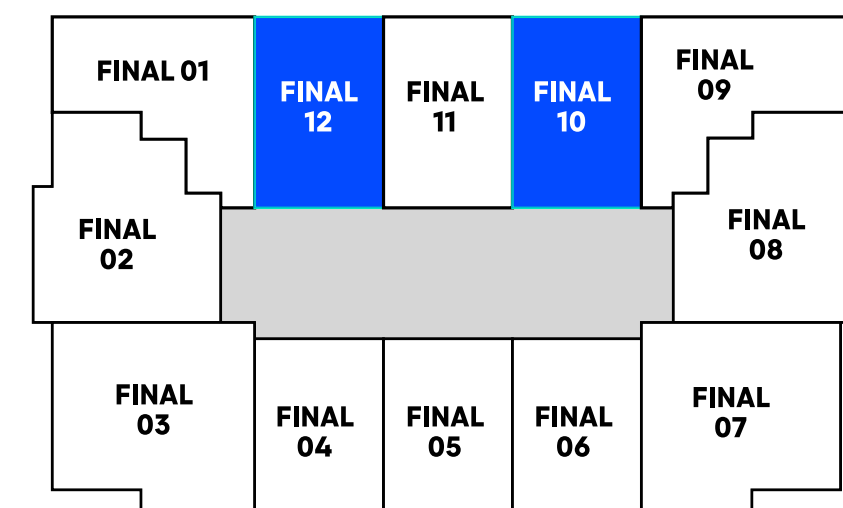 FINAL 01
FINAL
12
FINAL
11
FINAL
10
FINAL
09
FINAL
02
FINAL
08
FINAL
03
FINAL
04
FINAL
05
FINAL
06
FINAL
07